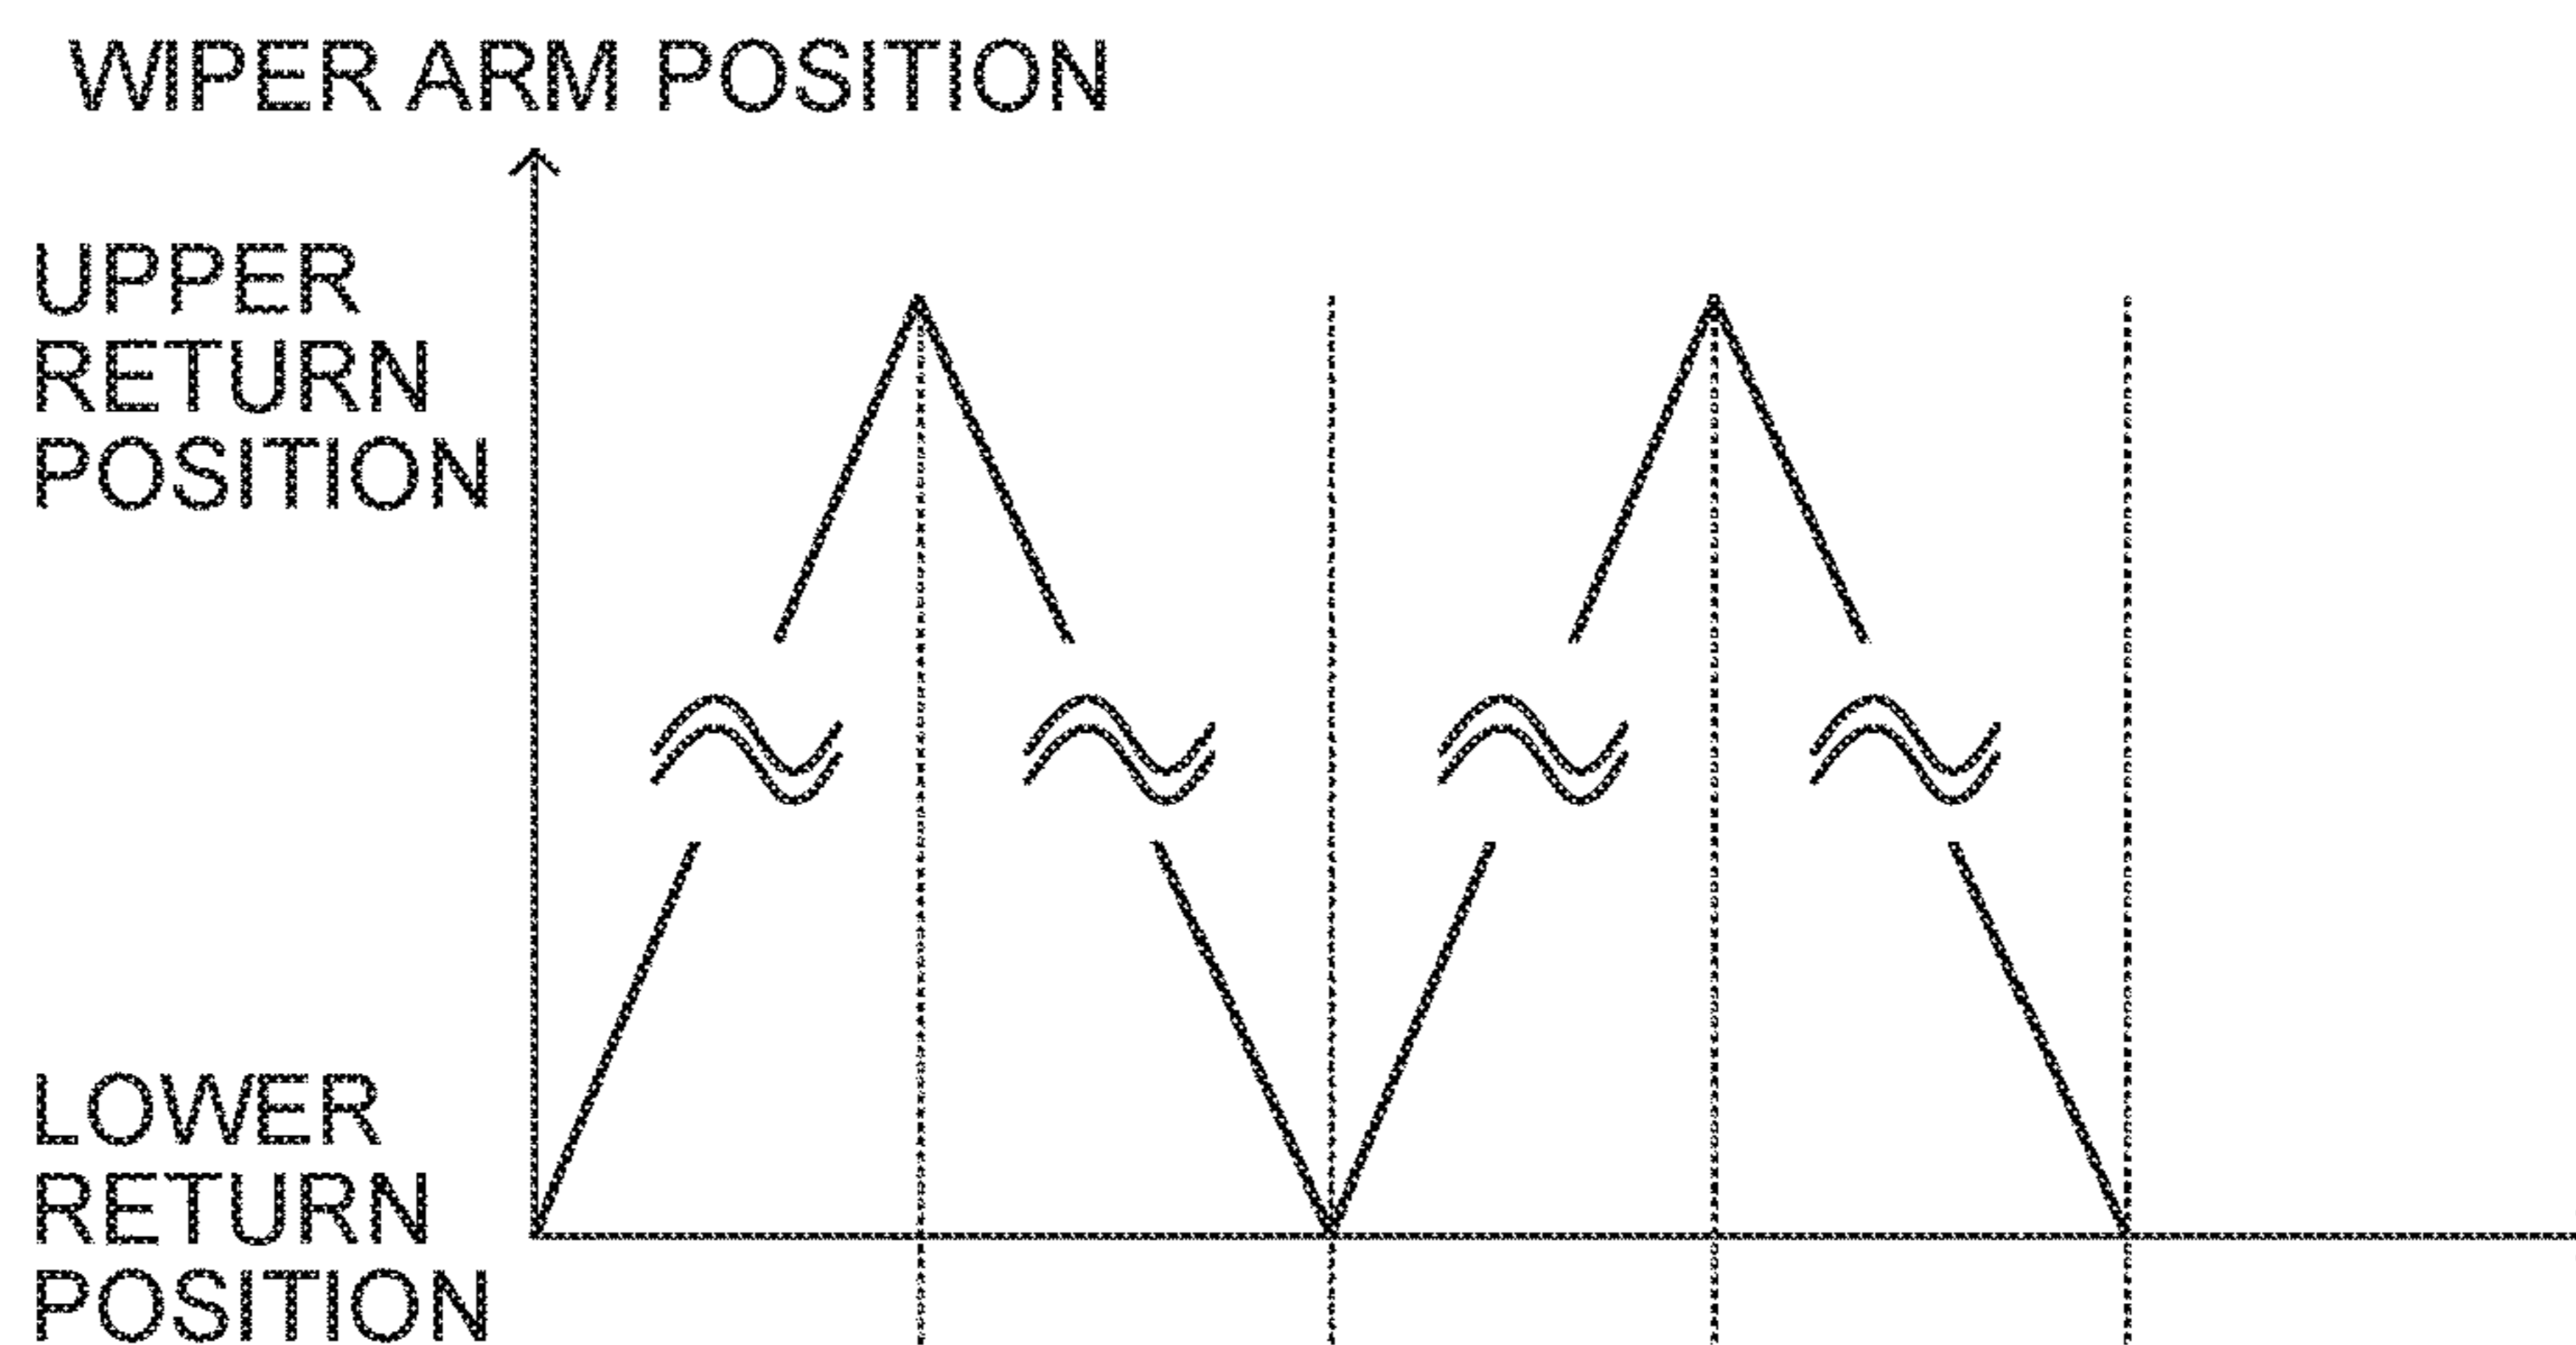 WIPER ARM POSITION
UPPER
RETURN
POSITION
LOWER
RETURN
POSITION